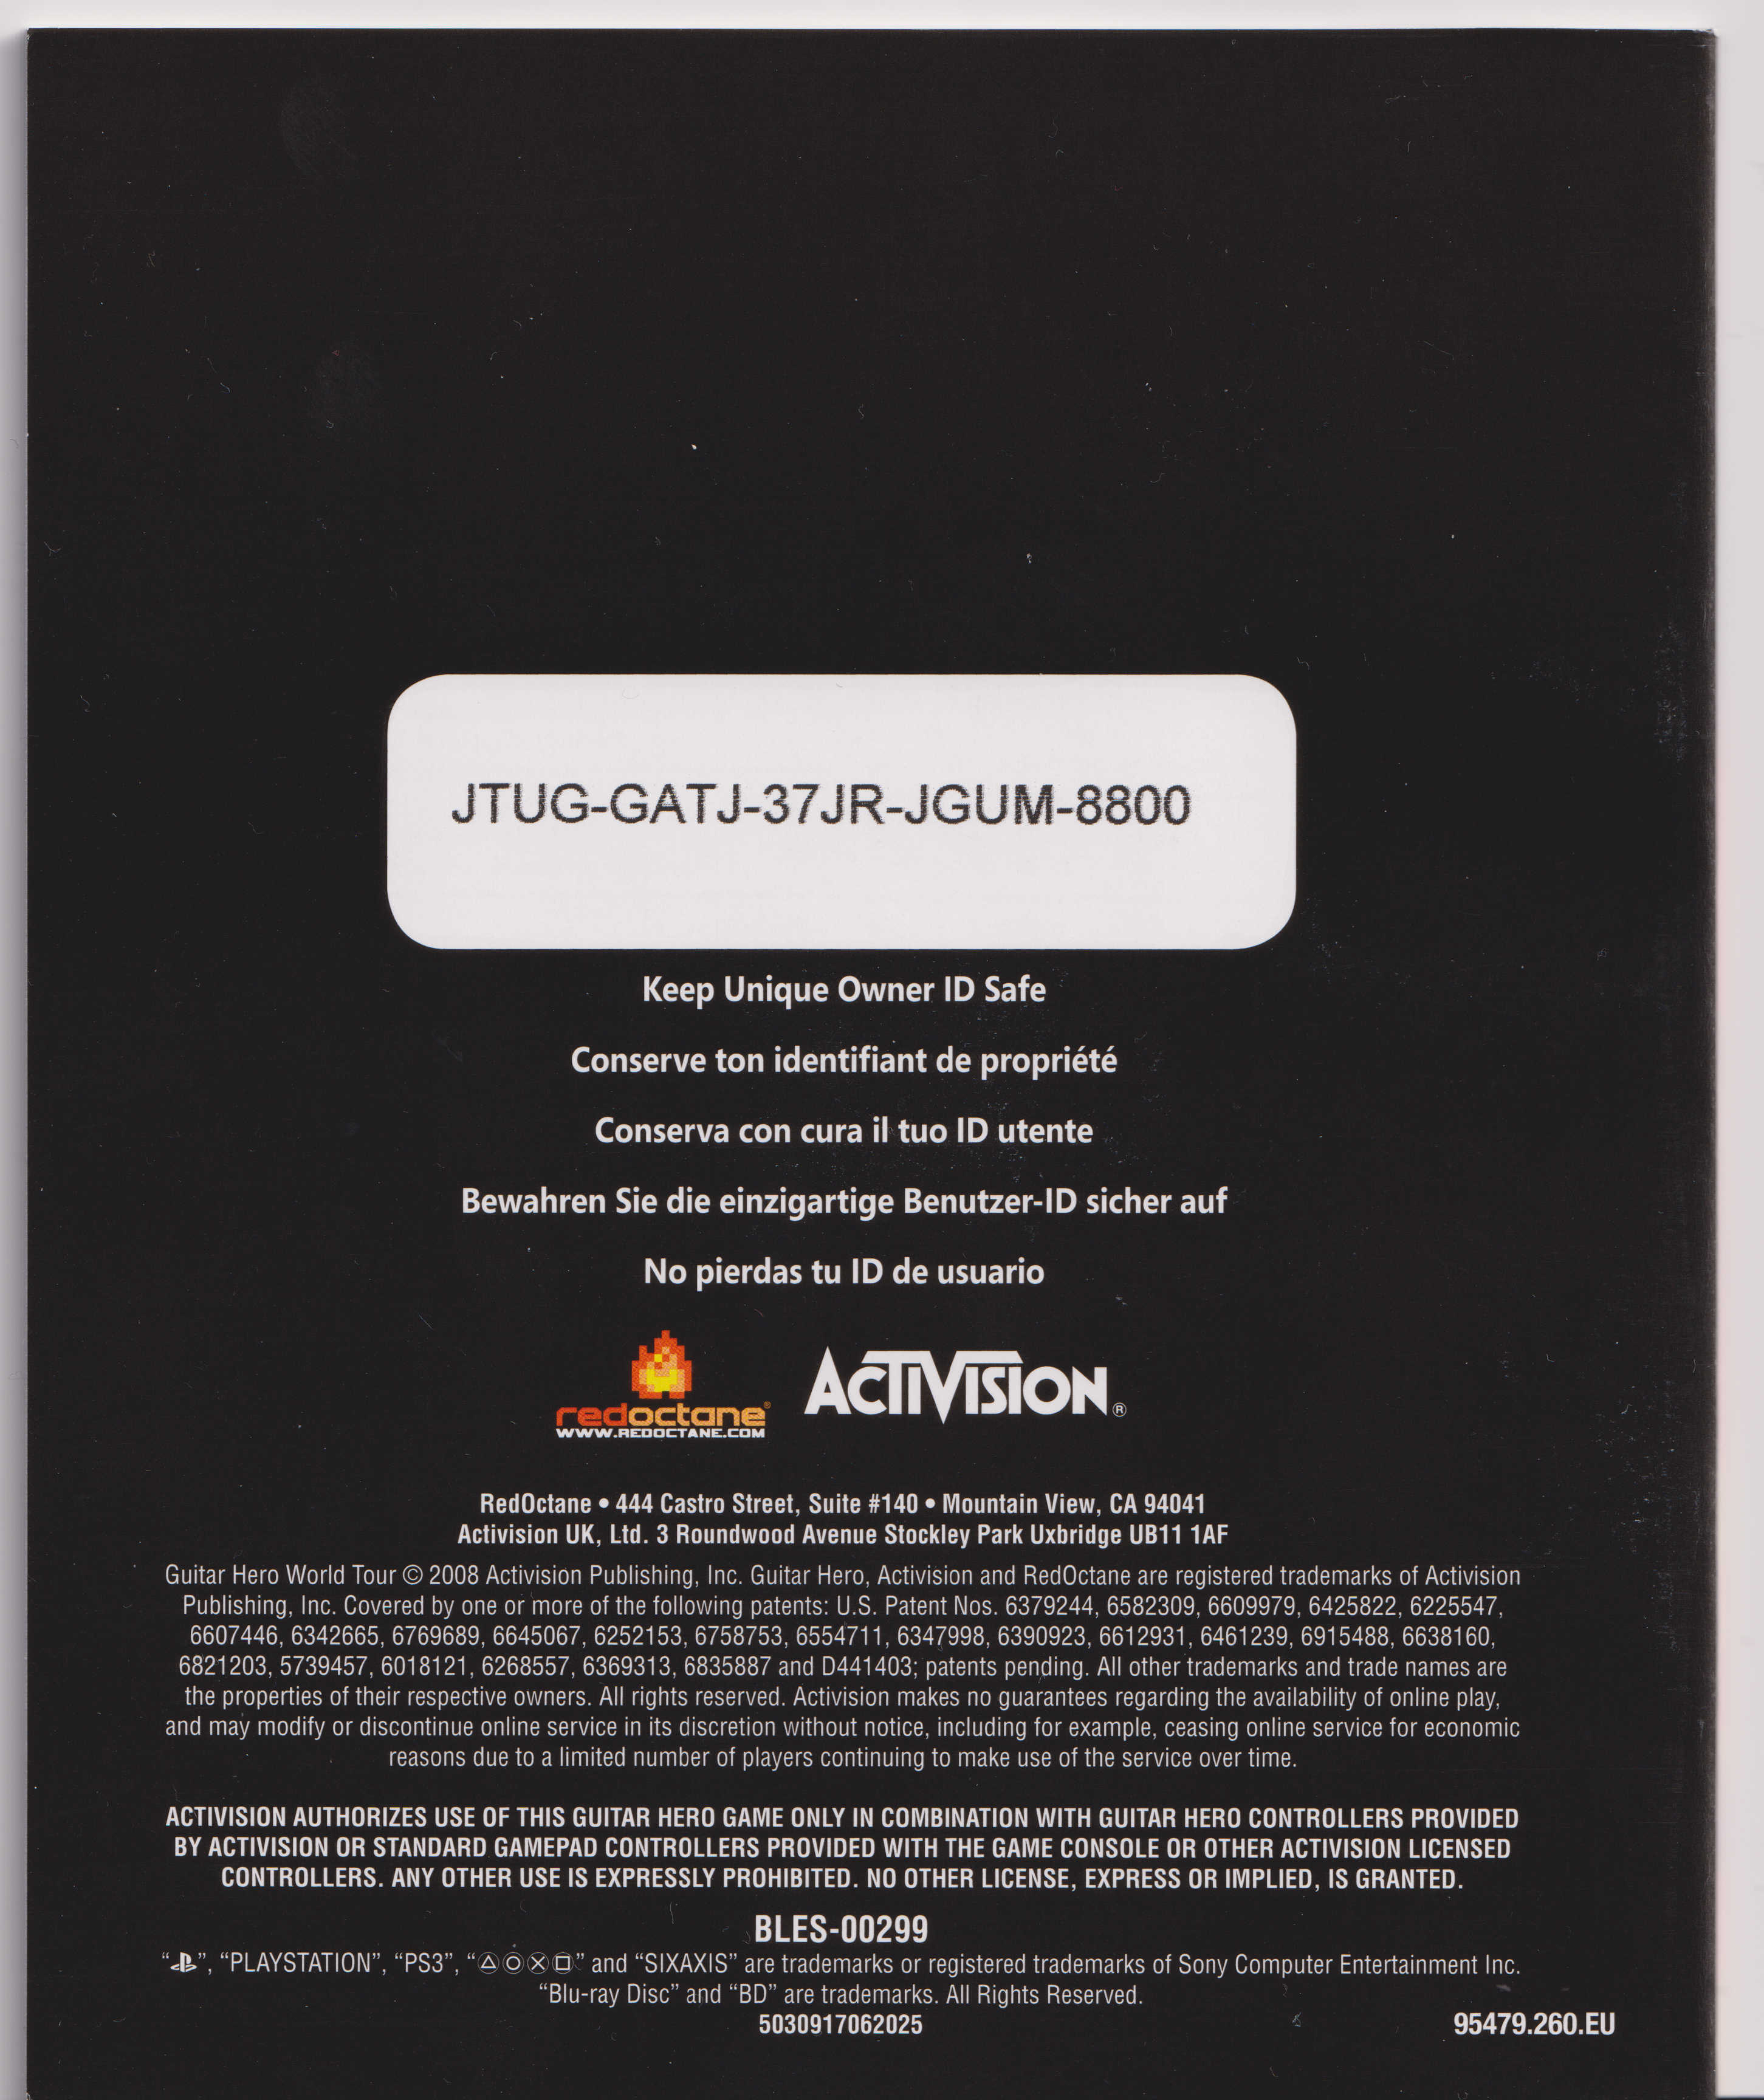 JTUG-GATJ-37JR-JGUM-8800
Keep Unique Owner ID Safe
Conserve ton identifiant de propriété
Conserva con cura il tuo ID utente
Bewahren Sie die einzigartige Benutzer-ID sicher auf
No pierdas tu ID de usuario
redoctane® ACTIVISION®
WWW.REDOCTANE.COM
RedOctane • 444 Castro Street, Suite #140 • Mountain View, CA 94041
Activision UK, Ltd. 3 Roundwood Avenue Stockley Park Uxbridge UB11 1AF
Guitar Hero World Tour © 2008 Activision Publishing, Inc. Guitar Hero, Activision and RedOctane are registered trademarks of Activision
Publishing, Inc. Covered by one or more of the following patents: U.S. Patent Nos. 6379244, 6582309, 6609979, 6425822, 6225547,
6607446, 6342665, 6769689, 6645067, 6252153, 6758753, 6554711, 6347998, 6390923, 6612931, 6461239, 6915488, 6638160,
6821203, 5739457, 6018121, 6268557, 6369313, 6835887 and D441403; patents pending. All other trademarks and trade names are
the properties of their respective owners. All rights reserved. Activision makes no guarantees regarding the availability of online play,
and may modify or discontinue online service in its discretion without notice, including for example, ceasing online service for economic
reasons due to a limited number of players continuing to make use of the service over time.
ACTIVISION AUTHORIZES USE OF THIS GUITAR HERO GAME ONLY IN COMBINATION WITH GUITAR HERO CONTROLLERS PROVIDED
BY ACTIVISION OR STANDARD GAMEPAD CONTROLLERS PROVIDED WITH THE GAME CONSOLE OR OTHER ACTIVISION LICENSED
CONTROLLERS. ANY OTHER USE IS EXPRESSLY PROHIBITED. NO OTHER LICENSE, EXPRESS OR IMPLIED, IS GRANTED.
BLES-00299
“PS”, “PLAYSTATION”, “PS3”, “△○✕□” and “SIXAXIS” are trademarks or registered trademarks of Sony Computer Entertainment Inc.
“Blu-ray Disc” and “BD” are trademarks. All Rights Reserved.
5030917062025
95479.260.EU